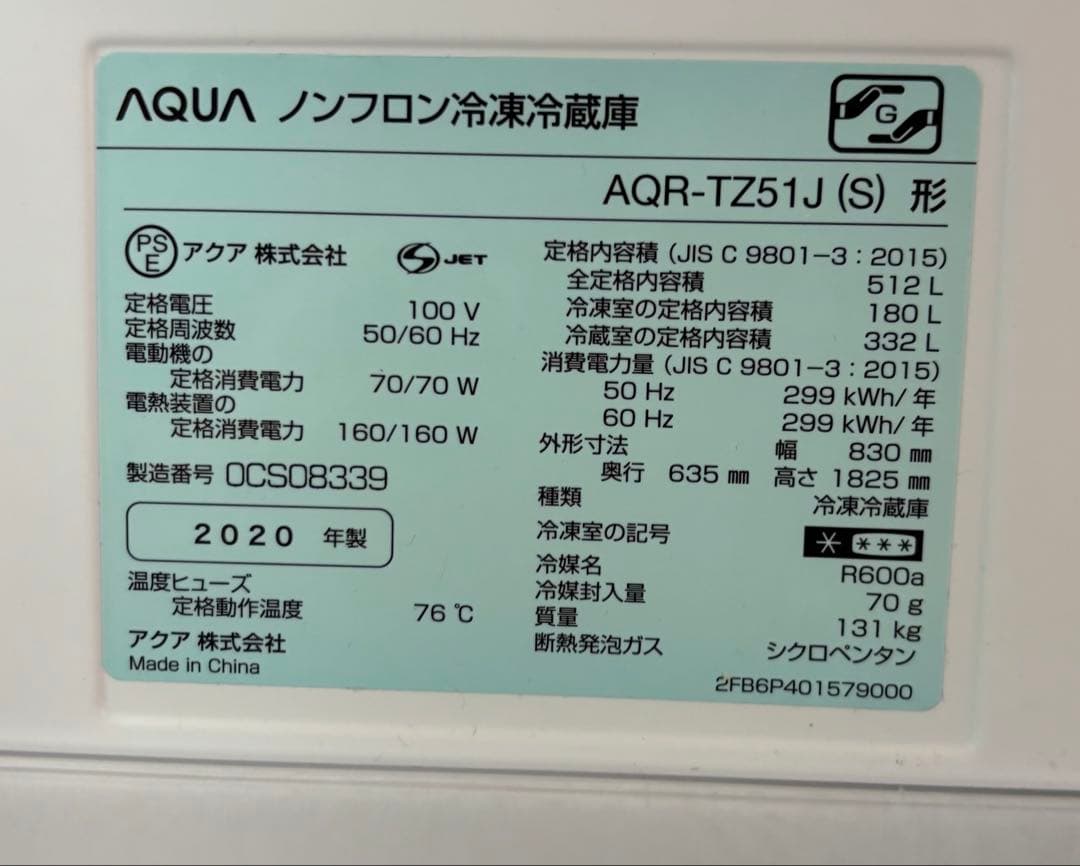 AQUA ノンフロン冷凍冷蔵庫
G
AQR-TZ51J (S) 形
PS
E
アクア 株式会社
S JET
定格電圧 100 V
定格周波数 50/60 Hz
電動機の
定格消費電力 70/70 W
電熱装置の
定格消費電力 160/160 W
製造番号 0CS08339
2020 年製
温度ヒューズ
定格動作温度 76 ℃
アクア 株式会社
Made in China
定格内容積 (JIS C 9801-3 : 2015)
全定格内容積 512 L
冷凍室の定格内容積 180 L
冷蔵室の定格内容積 332 L
消費電力量 (JIS C 9801-3 : 2015)
50 Hz 299 kWh/ 年
60 Hz 299 kWh/ 年
外形寸法 幅 830 mm
奥行 635 mm 高さ 1825 mm
種類 冷凍冷蔵庫
冷凍室の記号 * ***
冷媒名 R600a
冷媒封入量 70 g
質量 131 kg
断熱発泡ガス シクロペンタン
2FB6P401579000